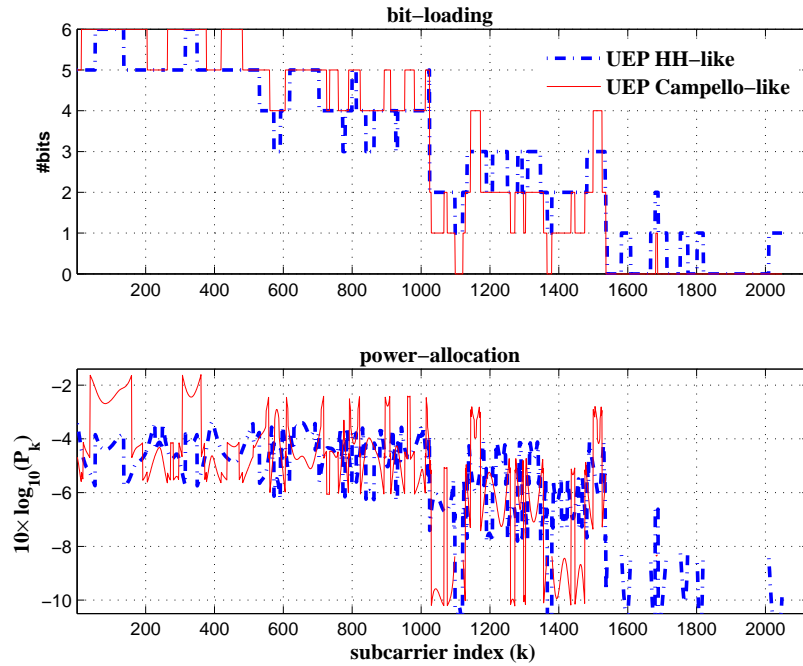 bit−loading
6
5
4
3
2
1
0
#bits
UEP HH−like
UEP Campello−like
200 400 600 800 1000 1200 1400 1600 1800 2000
power−allocation
−2
−4
−6
−8
−10
10× log10(Pk)
200 400 600 800 1000 1200 1400 1600 1800 2000
subcarrier index (k)